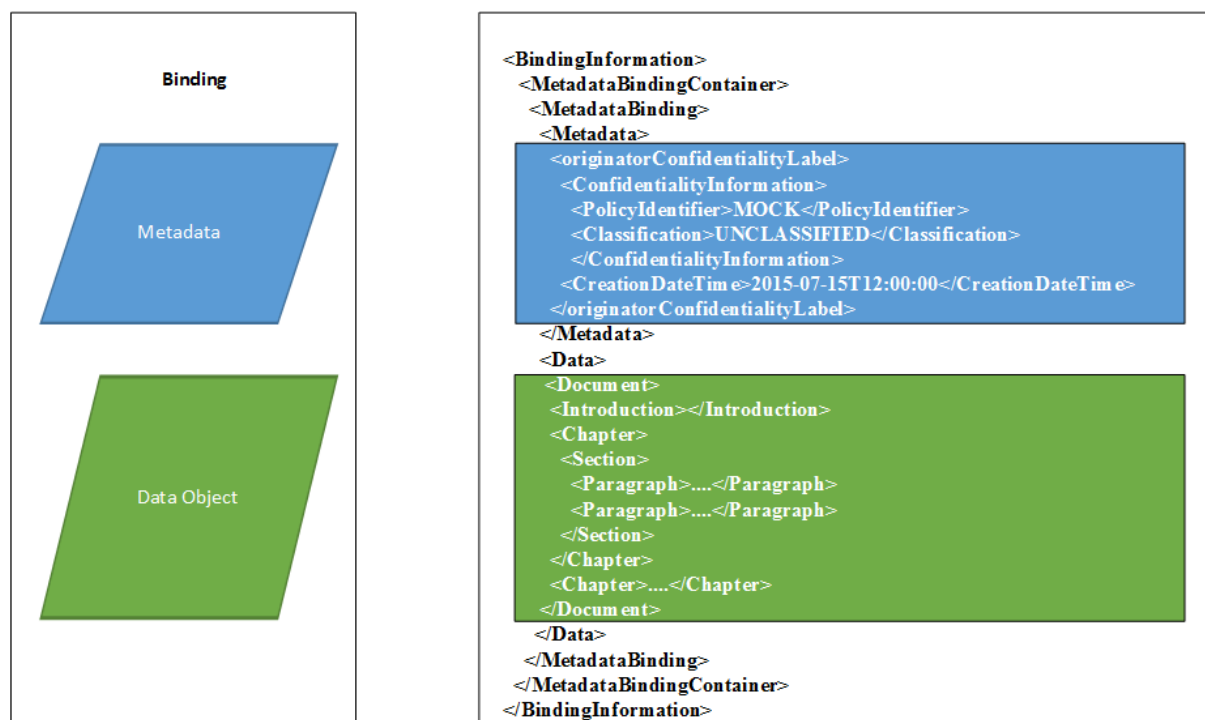 Binding
Metadata
Data Object
<BindingInformation>
<MetadataBindingContainer>
<MetadataBinding>
<Metadata>
<originatorConfidentialityLabel>
<ConfidentialityInformation>
<PolicyIdentifier>MOCK</PolicyIdentifier>
<Classification>UNCLASSIFIED</Classification>
</ConfidentialityInformation>
<CreationDateTime>2015-07-15T12:00:00</CreationDateTime>
</originatorConfidentialityLabel>
</Metadata>
<Data>
<Document>
<Introduction></Introduction>
<Chapter>
<Section>
<Paragraph>....</Paragraph>
<Paragraph>....</Paragraph>
</Section>
</Chapter>
<Chapter>....</Chapter>
</Document>
</Data>
</MetadataBinding>
</MetadataBindingContainer>
</BindingInformation>